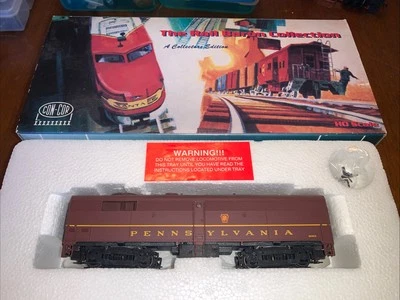 The Rail Baron Collection
A Collectors Edition
CON-COR
HO Scale
WARNING!!!
DO NOT REMOVE LOCOMOTIVE FROM
THIS TRAY UNTIL YOU HAVE READ THE
INSTRUCTIONS LOCATED UNDER TRAY
PENNSYLVANIA